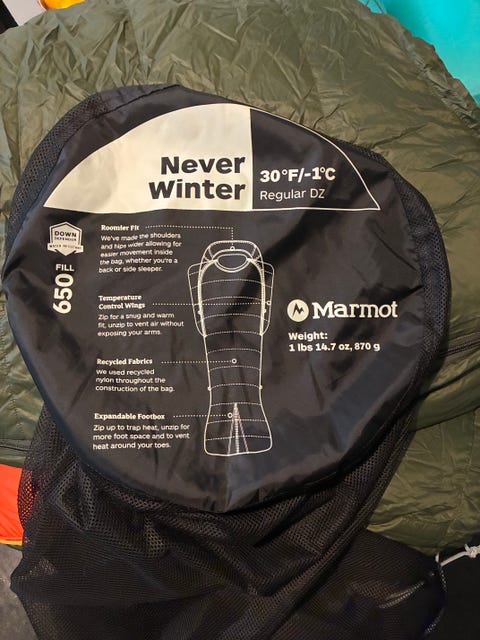 Never
Winter
30°F/-1°C
Regular DZ
DOWN
DEFENDER
650 FILL
Roomier Fit
We've made the shoulders
and hips wider allowing for
easier movement inside
the bag, whether you're a
back or side sleeper.
Temperature
Control Wings
Zip for a snug and warm
fit, unzip to vent air without
exposing your arms.
Recycled Fabrics
We used recycled
nylon throughout the
construction of the bag.
Expandable Footbox
Zip up to trap heat, unzip for
more foot space and to vent
heat around your toes.
Marmot
Weight:
1 lbs 14.7 oz, 870 g